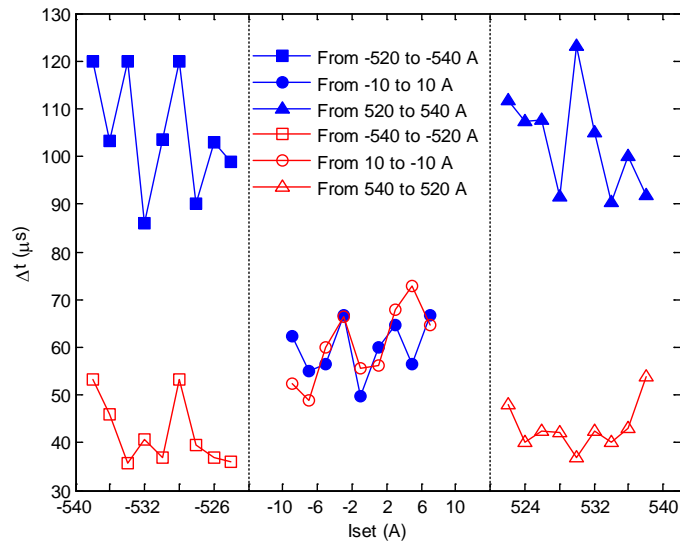 130
120
110
100
90
80
70
60
50
40
30
Δt (μs)
From -520 to -540 A
From -10 to 10 A
From 520 to 540 A
From -540 to -520 A
From 10 to -10 A
From 540 to 520 A
-540 -532 -526 -10 -6 -2 2 6 10 524 532 540
Iset (A)